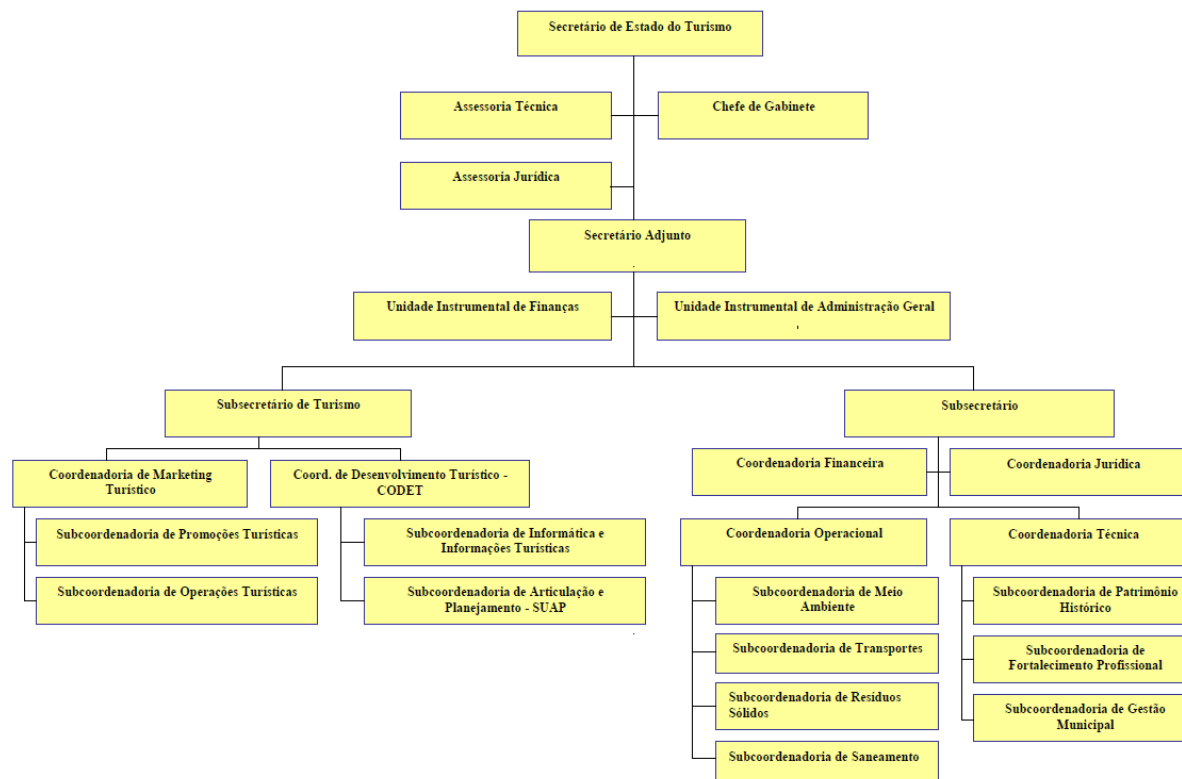 Secretário de Estado do Turismo
Assessoria Técnica
Chefe de Gabinete
Assessoria Jurídica
Secretário Adjunto
Unidade Instrumental de Finanças
Unidade Instrumental de Administração Geral
Subsecretário de Turismo
Subsecretário
Coordenadoria de Marketing
Turístico
Coord. de Desenvolvimento Turístico -
CODET
Coordenadoria Financeira
Coordenadoria Jurídica
Subcoordenadoria de Promoções Turísticas
Subcoordenadoria de Informática e
Informações Turísticas
Coordenadoria Operacional
Coordenadoria Técnica
Subcoordenadoria de Operações Turísticas
Subcoordenadoria de Articulação e
Planejamento - SUAP
Subcoordenadoria de Meio
Ambiente
Subcoordenadoria de Patrimônio
Histórico
Subcoordenadoria de Transportes
Subcoordenadoria de
Fortalecimento Profissional
Subcoordenadoria de Resíduos
Sólidos
Subcoordenadoria de Gestão
Municipal
Subcoordenadoria de Saneamento